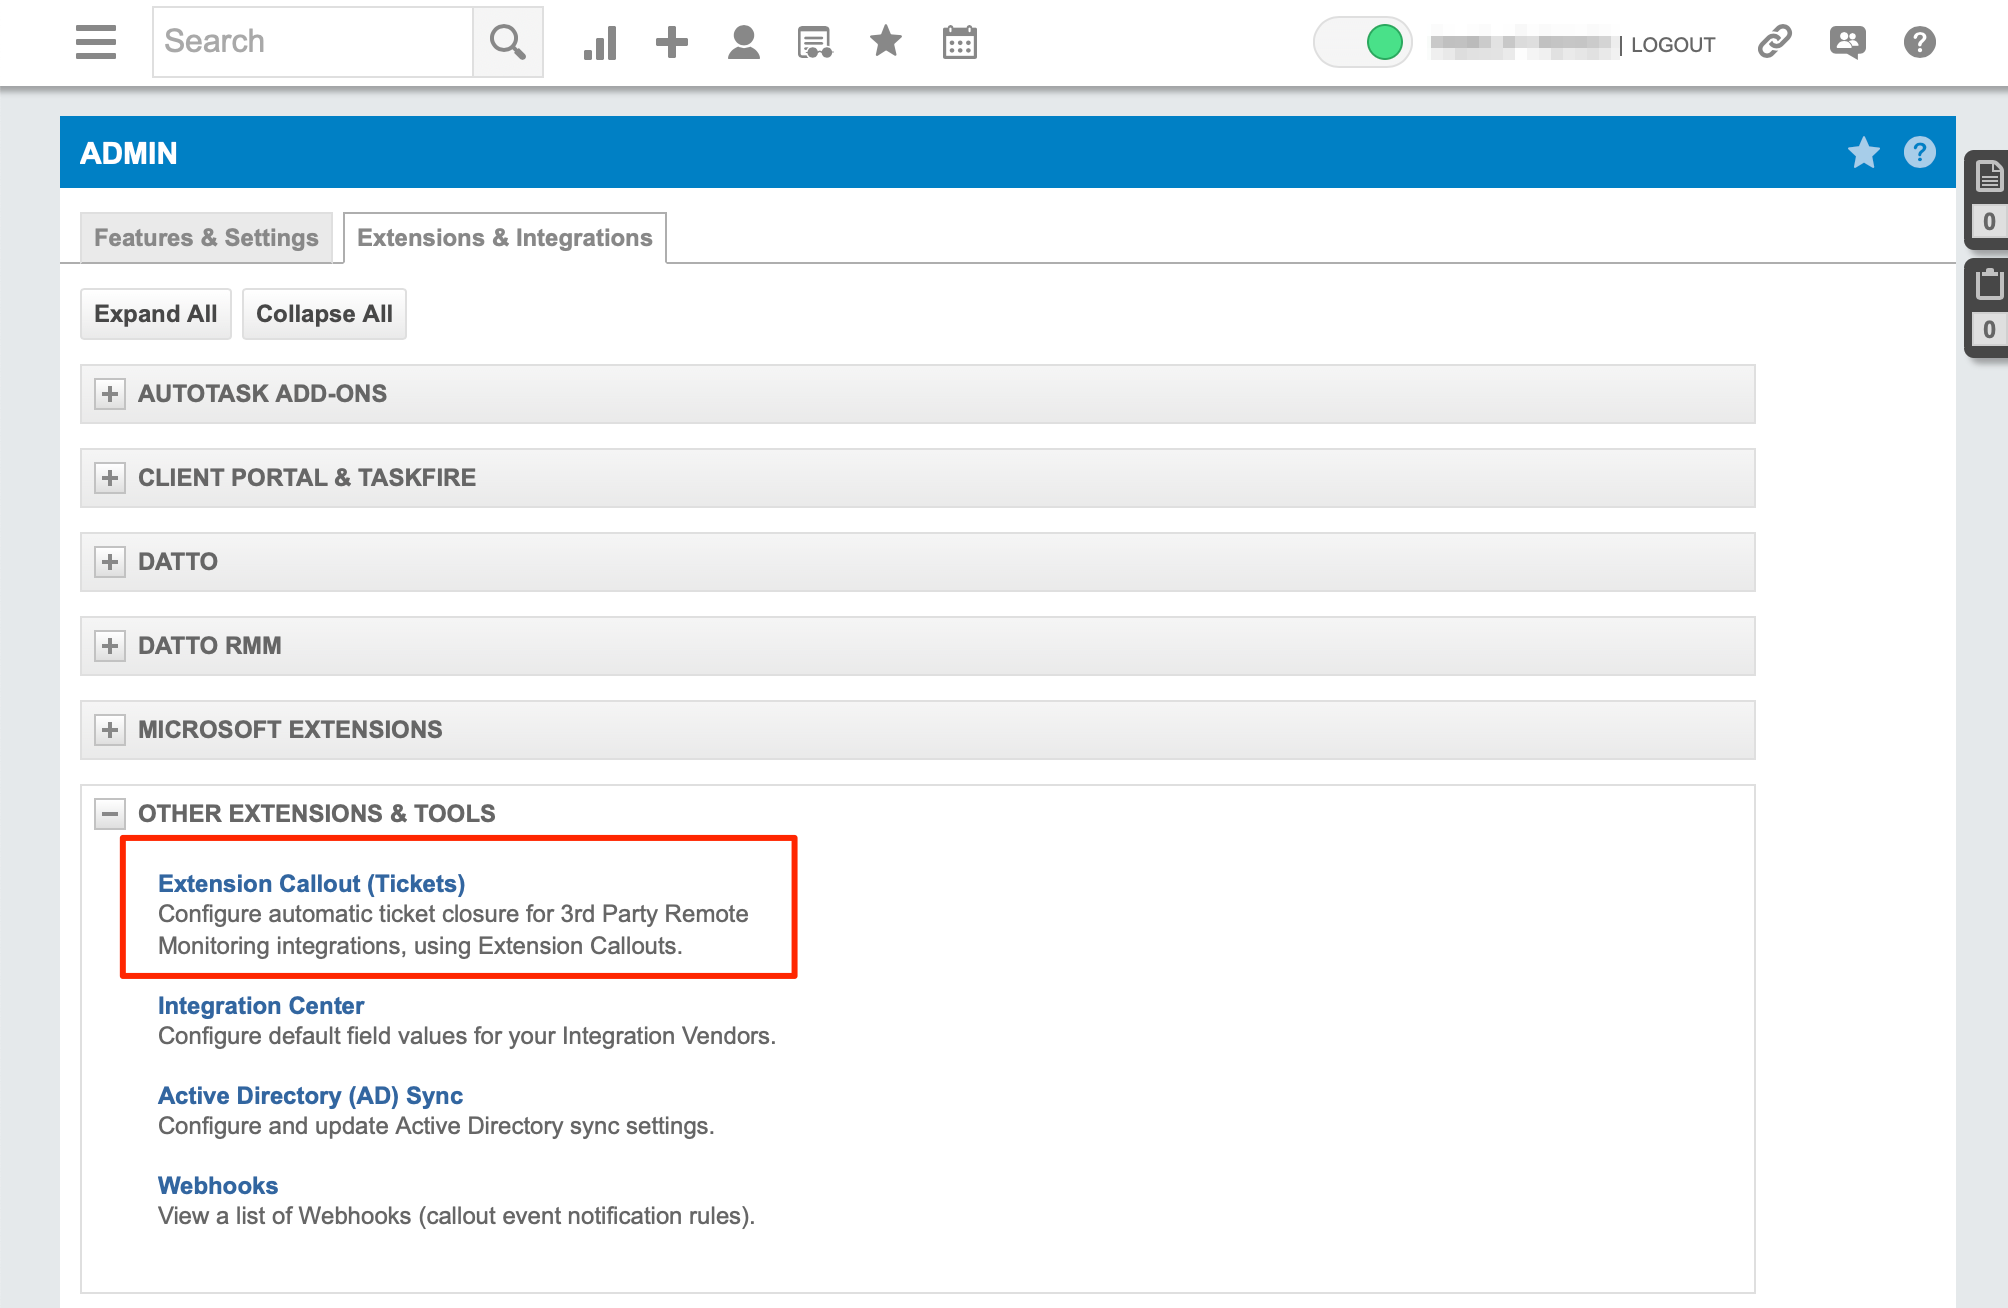 Search
| LOGOUT
ADMIN
Features & Settings
Extensions & Integrations
0
0
Expand All
Collapse All
AUTOTASK ADD-ONS
CLIENT PORTAL & TASKFIRE
DATTO
DATTO RMM
MICROSOFT EXTENSIONS
OTHER EXTENSIONS & TOOLS
Extension Callout (Tickets)
Configure automatic ticket closure for 3rd Party Remote
Monitoring integrations, using Extension Callouts.
Integration Center
Configure default field values for your Integration Vendors.
Active Directory (AD) Sync
Configure and update Active Directory sync settings.
Webhooks
View a list of Webhooks (callout event notification rules).